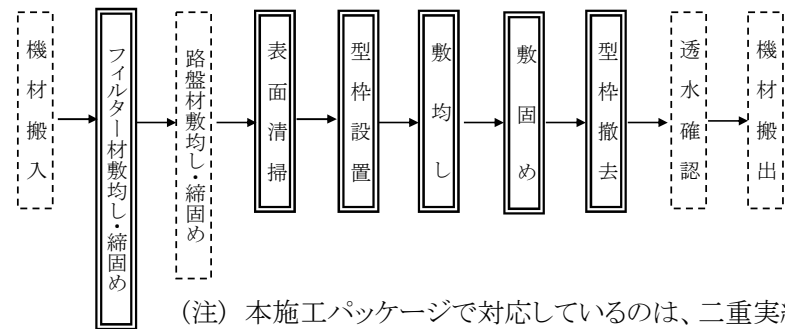 機材搬入
フィルター材敷均し・締固め
路盤材敷均し・締固め
表面清掃
型枠設置
敷均し
敷固め
型枠撤去
透水確認
機材搬出
(注) 本施工パッケージで対応しているのは、二重実